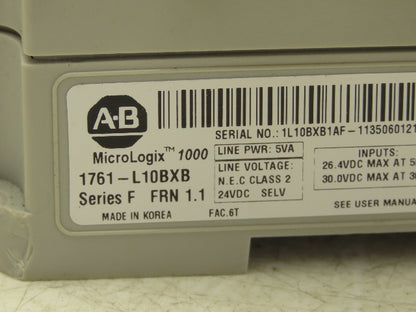 A-B
SERIAL NO.: 1L10BXB1AF-1135060121
MicroLogix™ 1000
1761-L10BXB
Series F FRN 1.1
MADE IN KOREA
FAC. 6T
LINE PWR: 5VA
LINE VOLTAGE:
N.E.C CLASS 2
24VDC SELV
INPUTS:
26.4VDC MAX AT
30.0VDC MAX AT
SEE USER MANUA